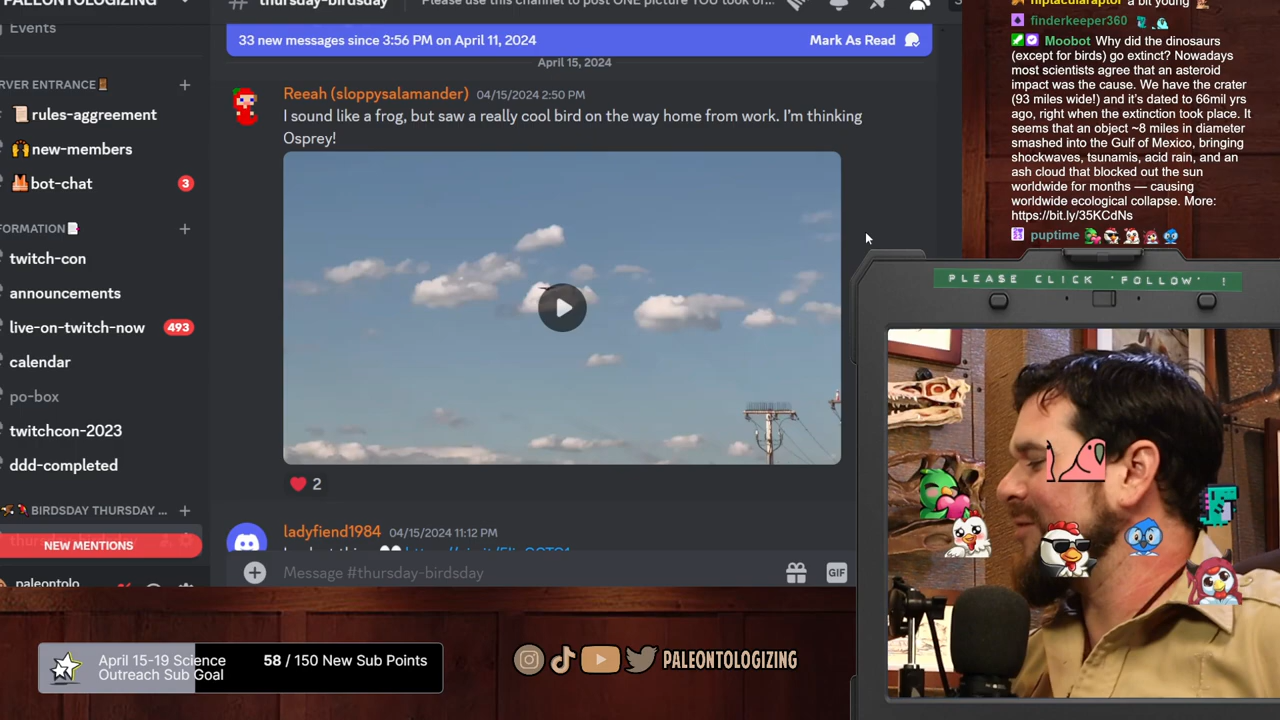 PALEONTOLOGIZING
thursday-birdsday
Please use this channel to post ONE picture YOU took of...
Events
33 new messages since 3:56 PM on April 11, 2024
Mark As Read
April 15, 2024
RVER ENTRANCE
rules-aggreement
new-members
bot-chat
3
FORMATION
twitch-con
announcements
live-on-twitch-now
493
calendar
po-box
twitchcon-2023
ddd-completed
BIRDSDAY THURSDAY ...
NEW MENTIONS
paleontolo
Reeah (sloppysalamander) 04/15/2024 2:50 PM
I sound like a frog, but saw a really cool bird on the way home from work. I'm thinking
Osprey!
2
ladyfiend1984 04/15/2024 11:12 PM
Message #thursday-birdsday
GIF
a bit young
finderkeeper360
Moobot Why did the dinosaurs
(except for birds) go extinct? Nowadays
most scientists agree that an asteroid
impact was the cause. We have the crater
(93 miles wide!) and it's dated to 66mil yrs
ago, right when the extinction took place. It
seems that an object ~8 miles in diameter
smashed into the Gulf of Mexico, bringing
shockwaves, tsunamis, acid rain, and an
ash cloud that blocked out the sun
worldwide for months — causing
worldwide ecological collapse. More:
https://bit.ly/35KCdNs
puptime
PLEASE CLICK 'FOLLOW' !
April 15-19 Science
Outreach Sub Goal
58 / 150 New Sub Points
PALEONTOLOGIZING